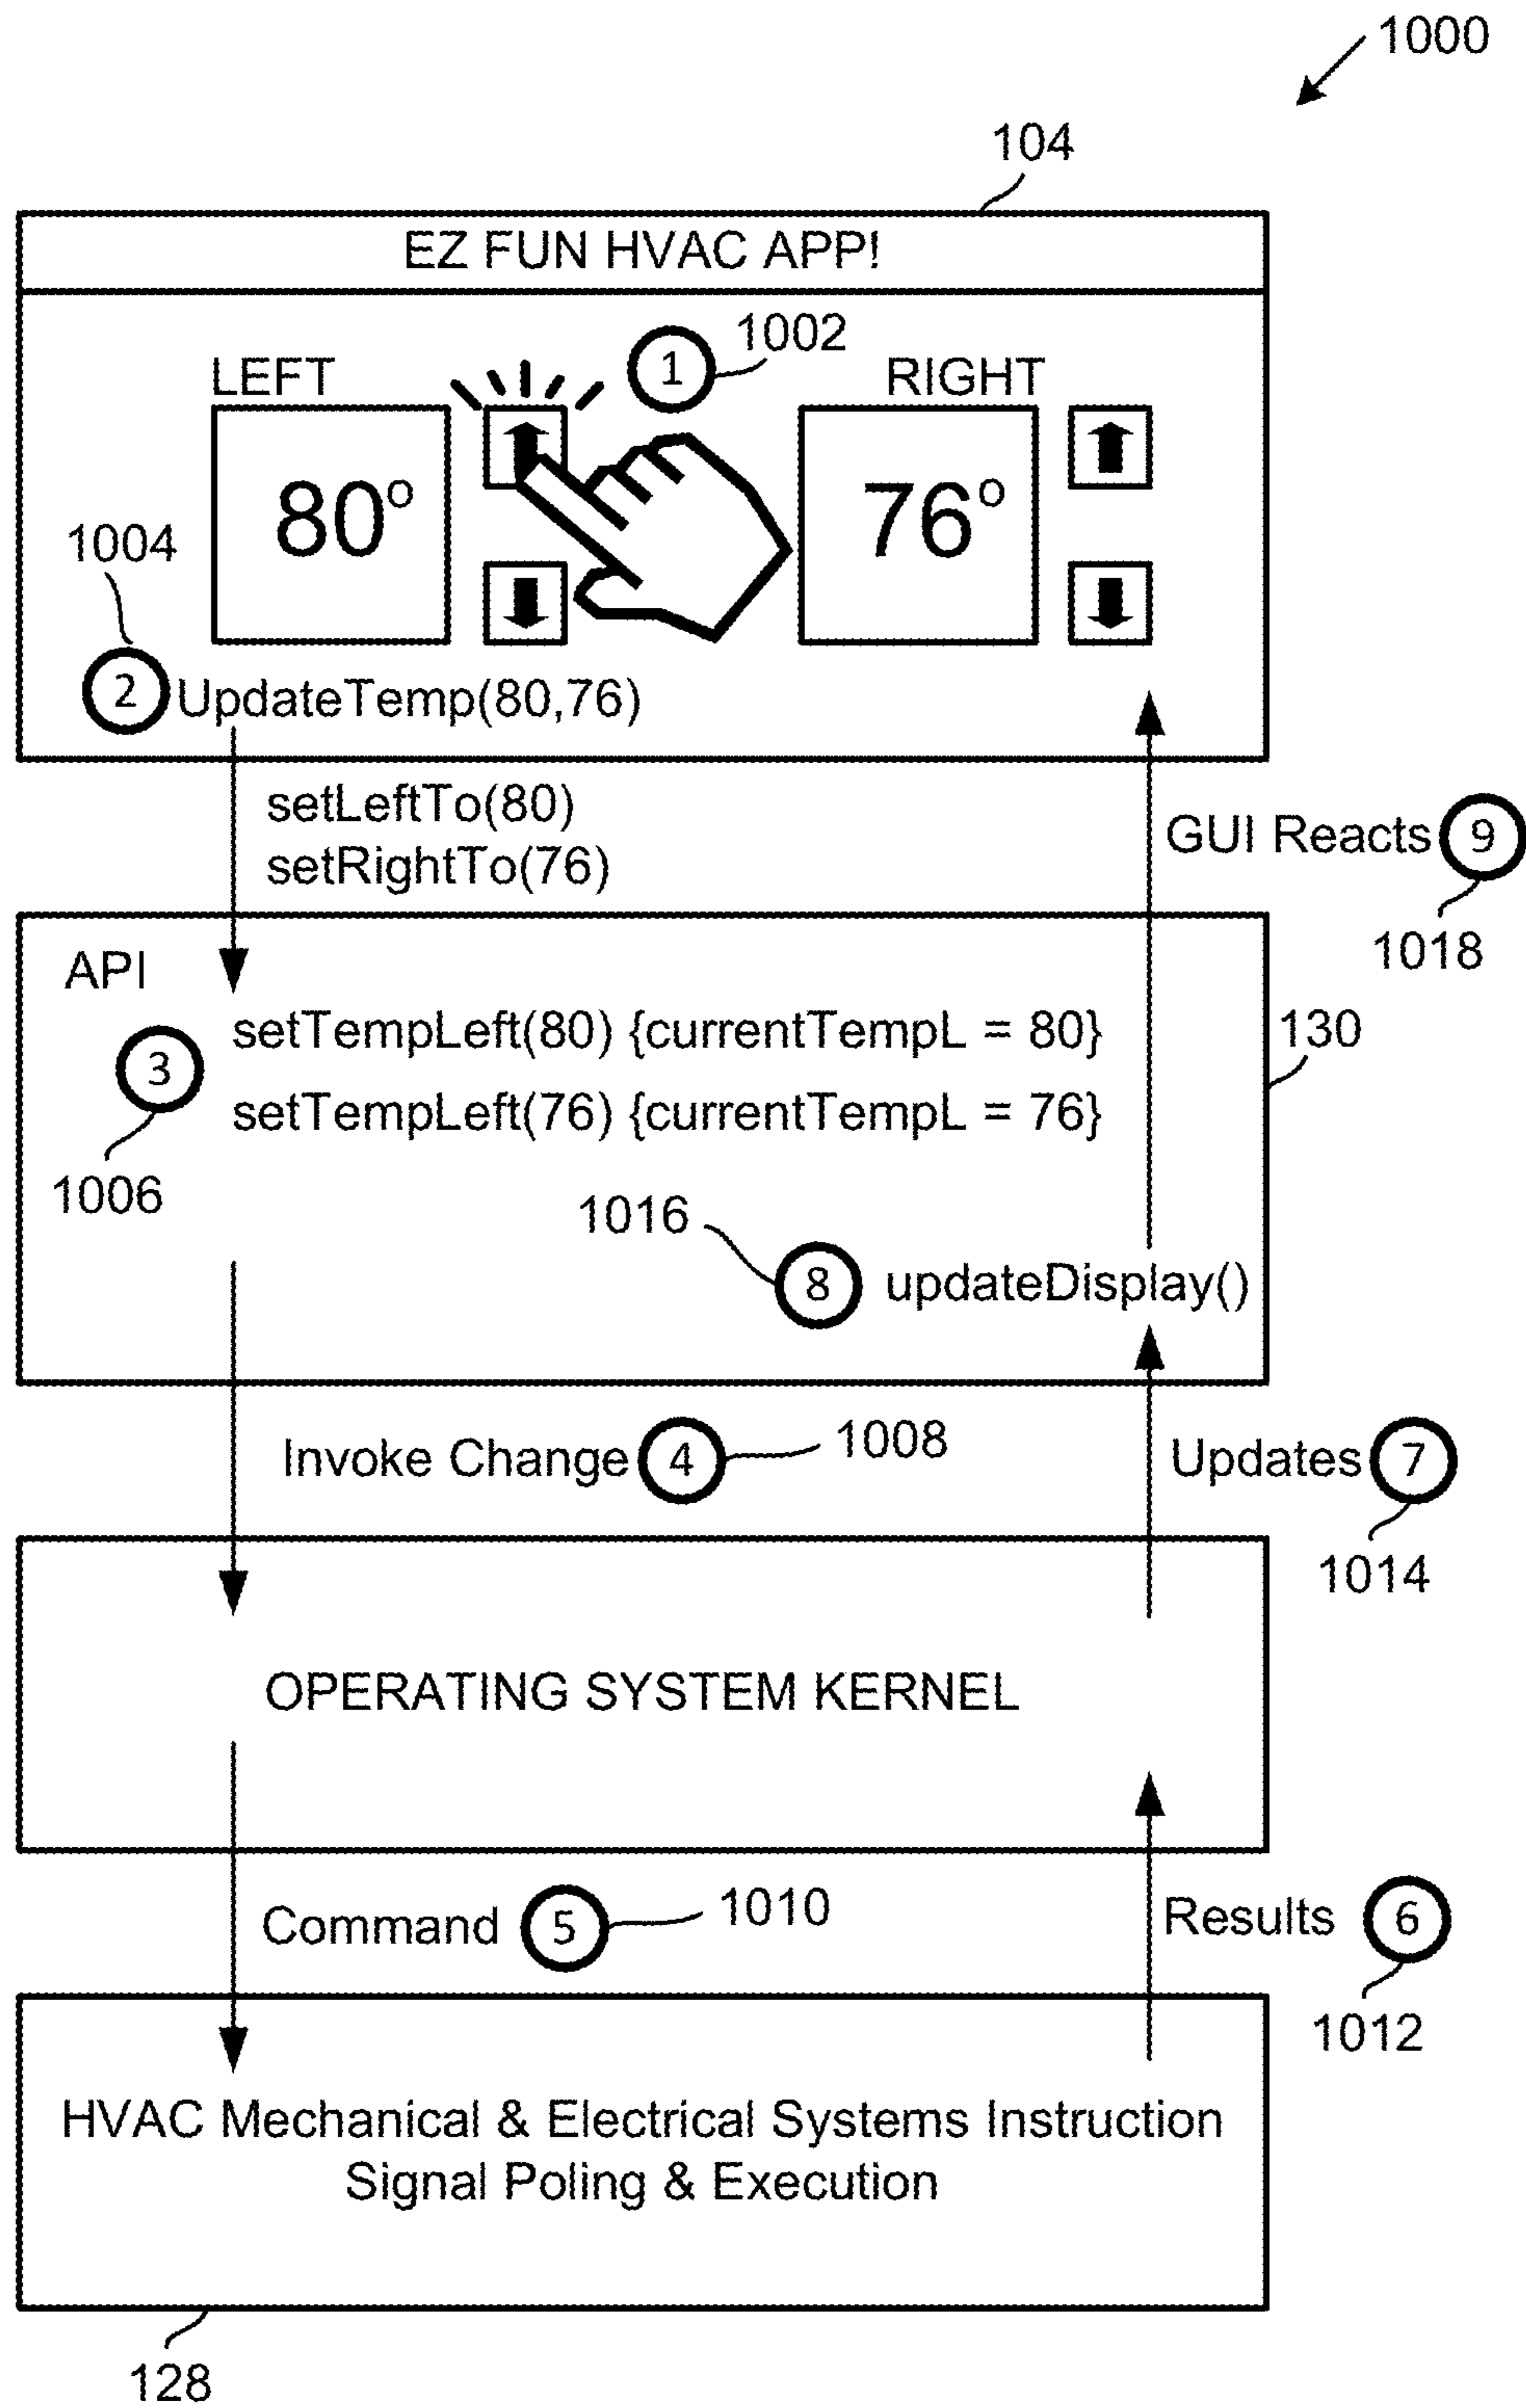 1000
104
EZ FUN HVAC APP!
1 1002
LEFT RIGHT
80° 76°
1004
2 UpdateTemp(80,76)
setLeftTo(80)
setRightTo(76)
GUI Reacts 9
1018
API
setTempLeft(80) {currentTempL = 80}
130
3
setTempLeft(76) {currentTempL = 76}
1006
1016
8 updateDisplay()
Invoke Change 4 1008
Updates 7
1014
OPERATING SYSTEM KERNEL
Command 5 1010
Results 6
1012
HVAC Mechanical & Electrical Systems Instruction
Signal Poling & Execution
128